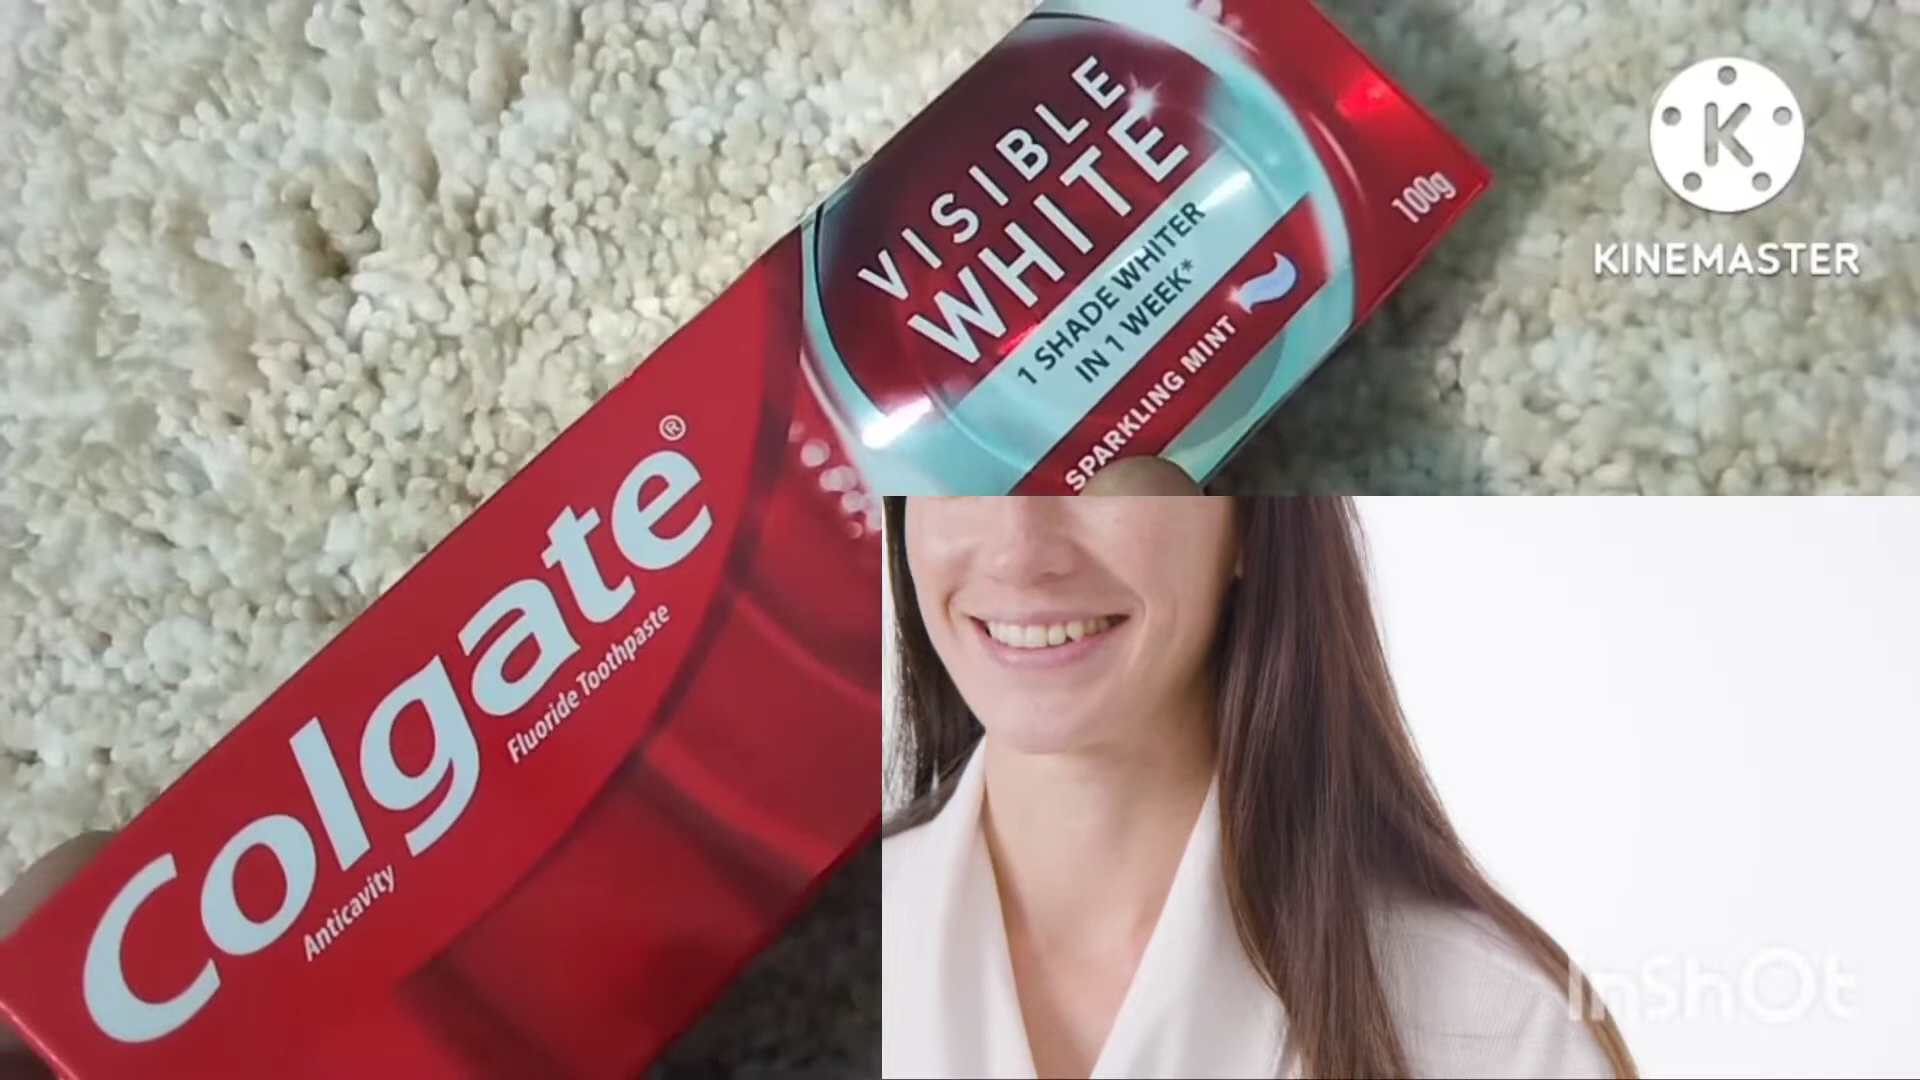 VISIBLE
WHITE
1 SHADE WHITER
IN 1 WEEK*
SPARKLING MINT
100g
Colgate®
Fluoride Toothpaste
Anticavity
K
KINEMASTER
InShOt